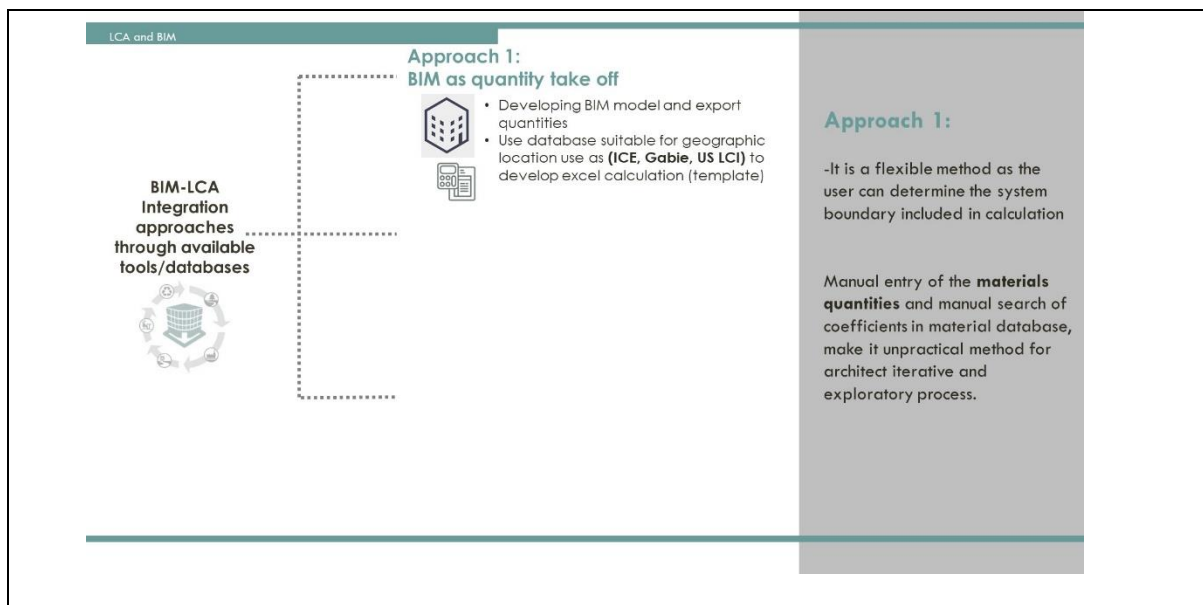 LCA and BIM
Approach 1:
BIM as quantity take off
• Developing BIM model and export
quantities
• Use database suitable for geographic
location use as (ICE, Gabie, US LCI) to
develop excel calculation (template)
BIM-LCA
Integration
approaches
through available
tools/databases
Approach 1:
-It is a flexible method as the
user can determine the system
boundary included in calculation
Manual entry of the materials
quantities and manual search of
coefficients in material database,
make it unpractical method for
architect iterative and
exploratory process.